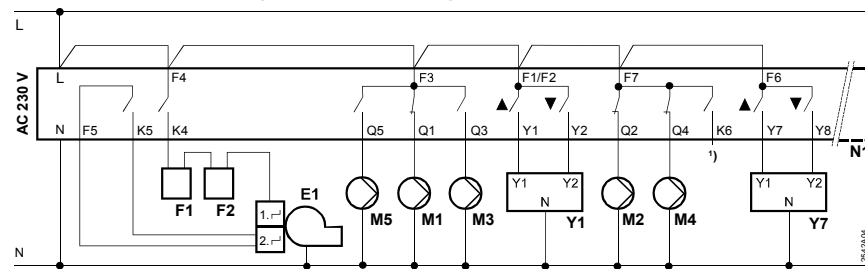 L
L F4 F3 F1/F2 F7 F6
AC 230 V
▲ ▼ ▲ ▼
N F5 K5 K4 Q5 Q1 Q3 Y1 Y2 Q2 Q4 K6 Y7 Y8
1)
N1
F1 F2 E1 M5 M1 M3 Y1 Y2 N Y1 M2 M4 Y1 Y2 N Y7
1.
2.
N